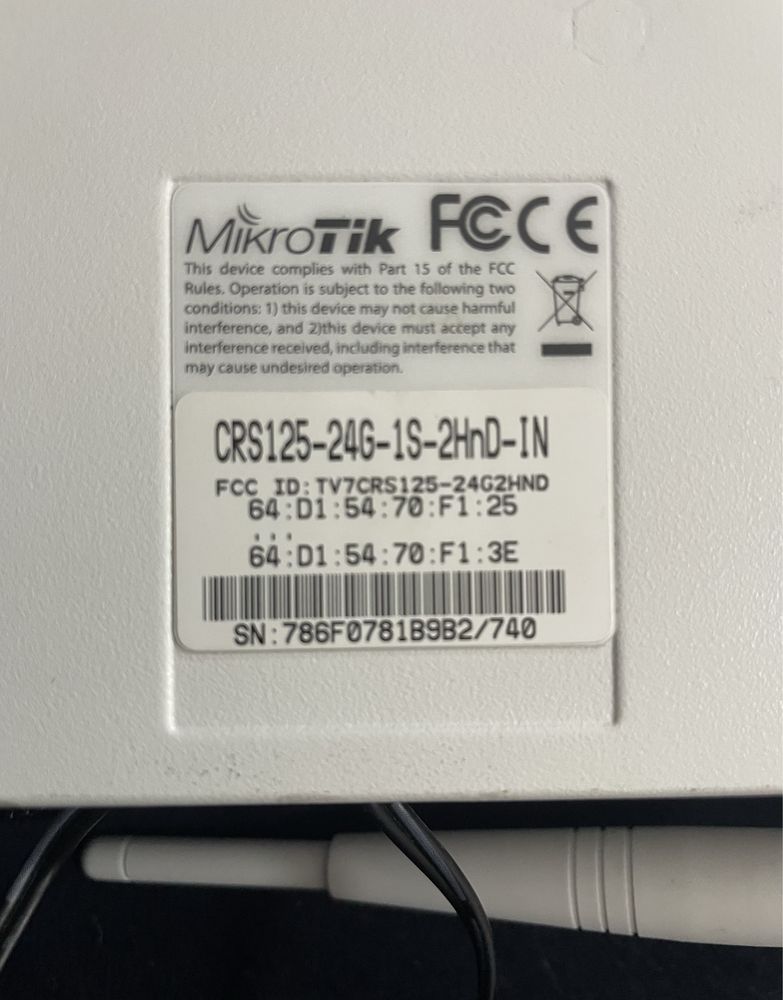 MikroTik FC CE
This device complies with Part 15 of the FCC
Rules. Operation is subject to the following two
conditions: 1) this device may not cause harmful
interference, and 2)this device must accept any
interference received, including interference that
may cause undesired operation.
CRS125-24G-1S-2HnD-IN
FCC ID:TV7CRS125-24G2HND
64:D1:54:70:F1:25
...
64:D1:54:70:F1:3E
SN:786F0781B9B2/740